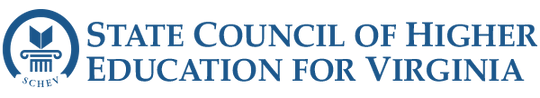 STATE COUNCIL OF HIGHER
EDUCATION FOR VIRGINIA
SCHEV